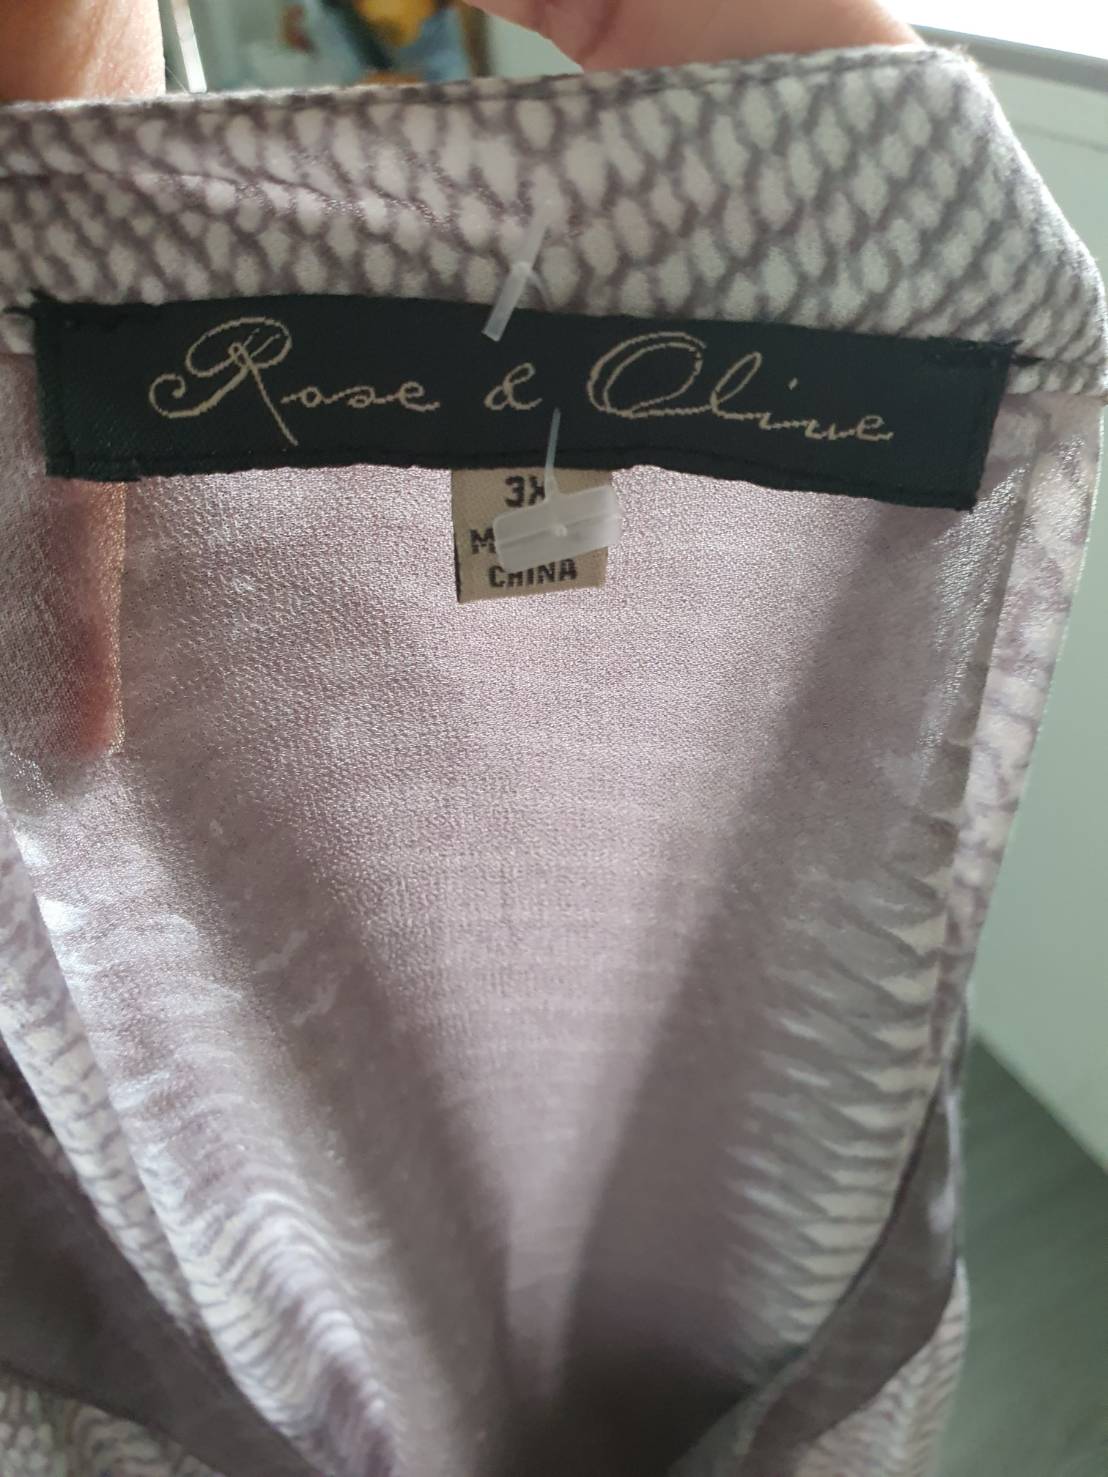 Rose & Olive
3X
CHINA